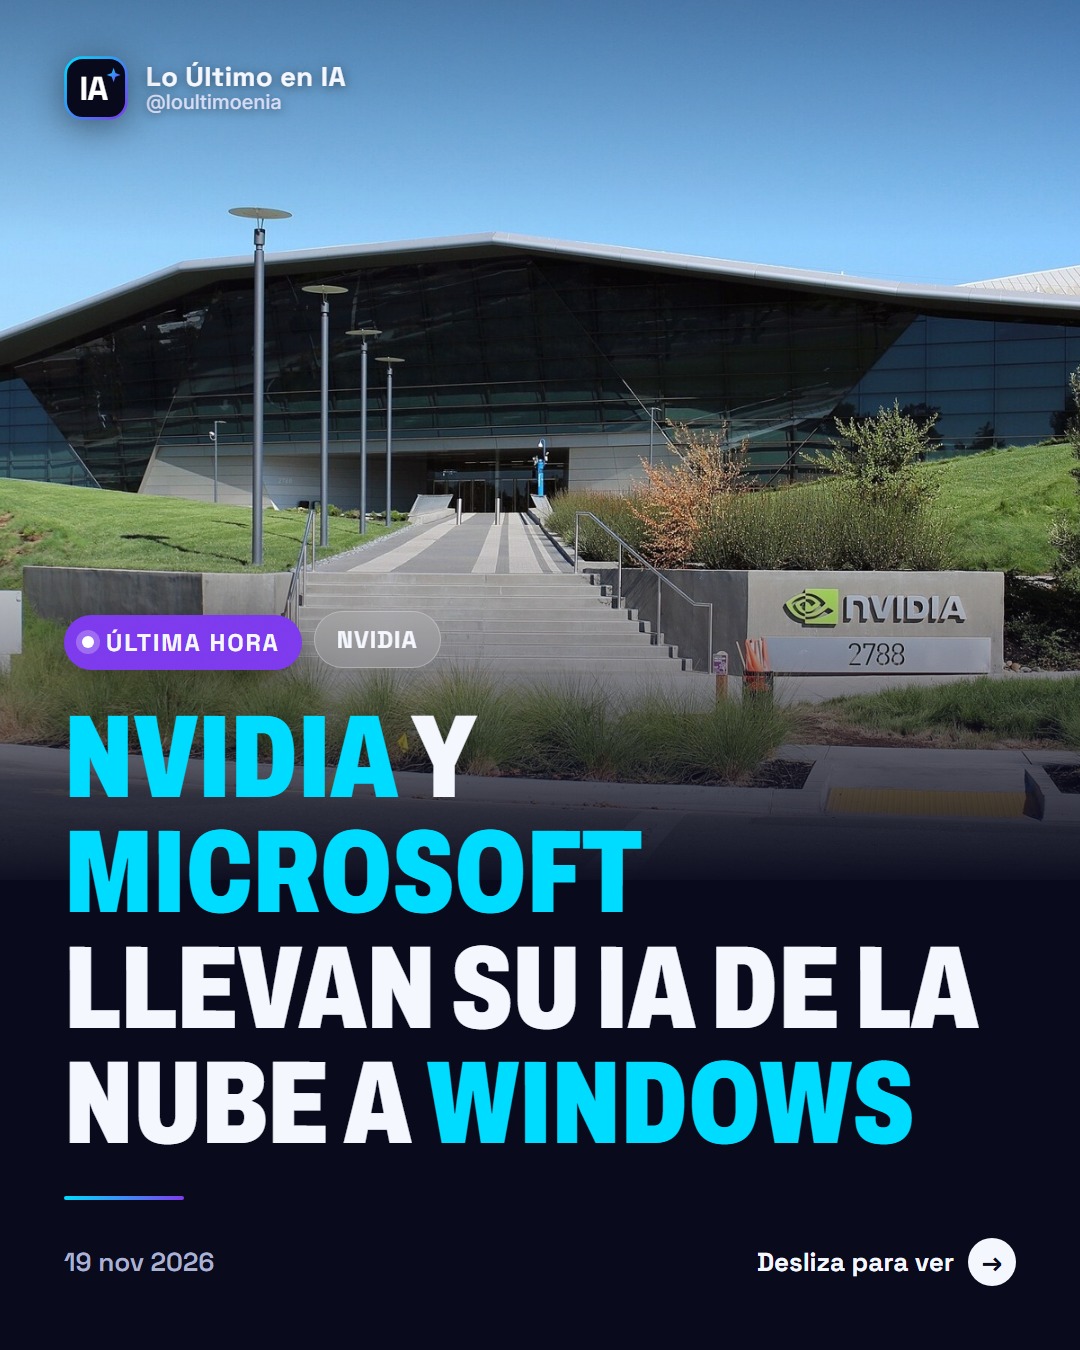 IA
Lo Último en IA
@loultimoenia
NVIDIA
2788
ÚLTIMA HORA
NVIDIA
NVIDIA Y
MICROSOFT
LLEVAN SU IA DE LA
NUBE A WINDOWS
19 nov 2026
Desliza para ver →